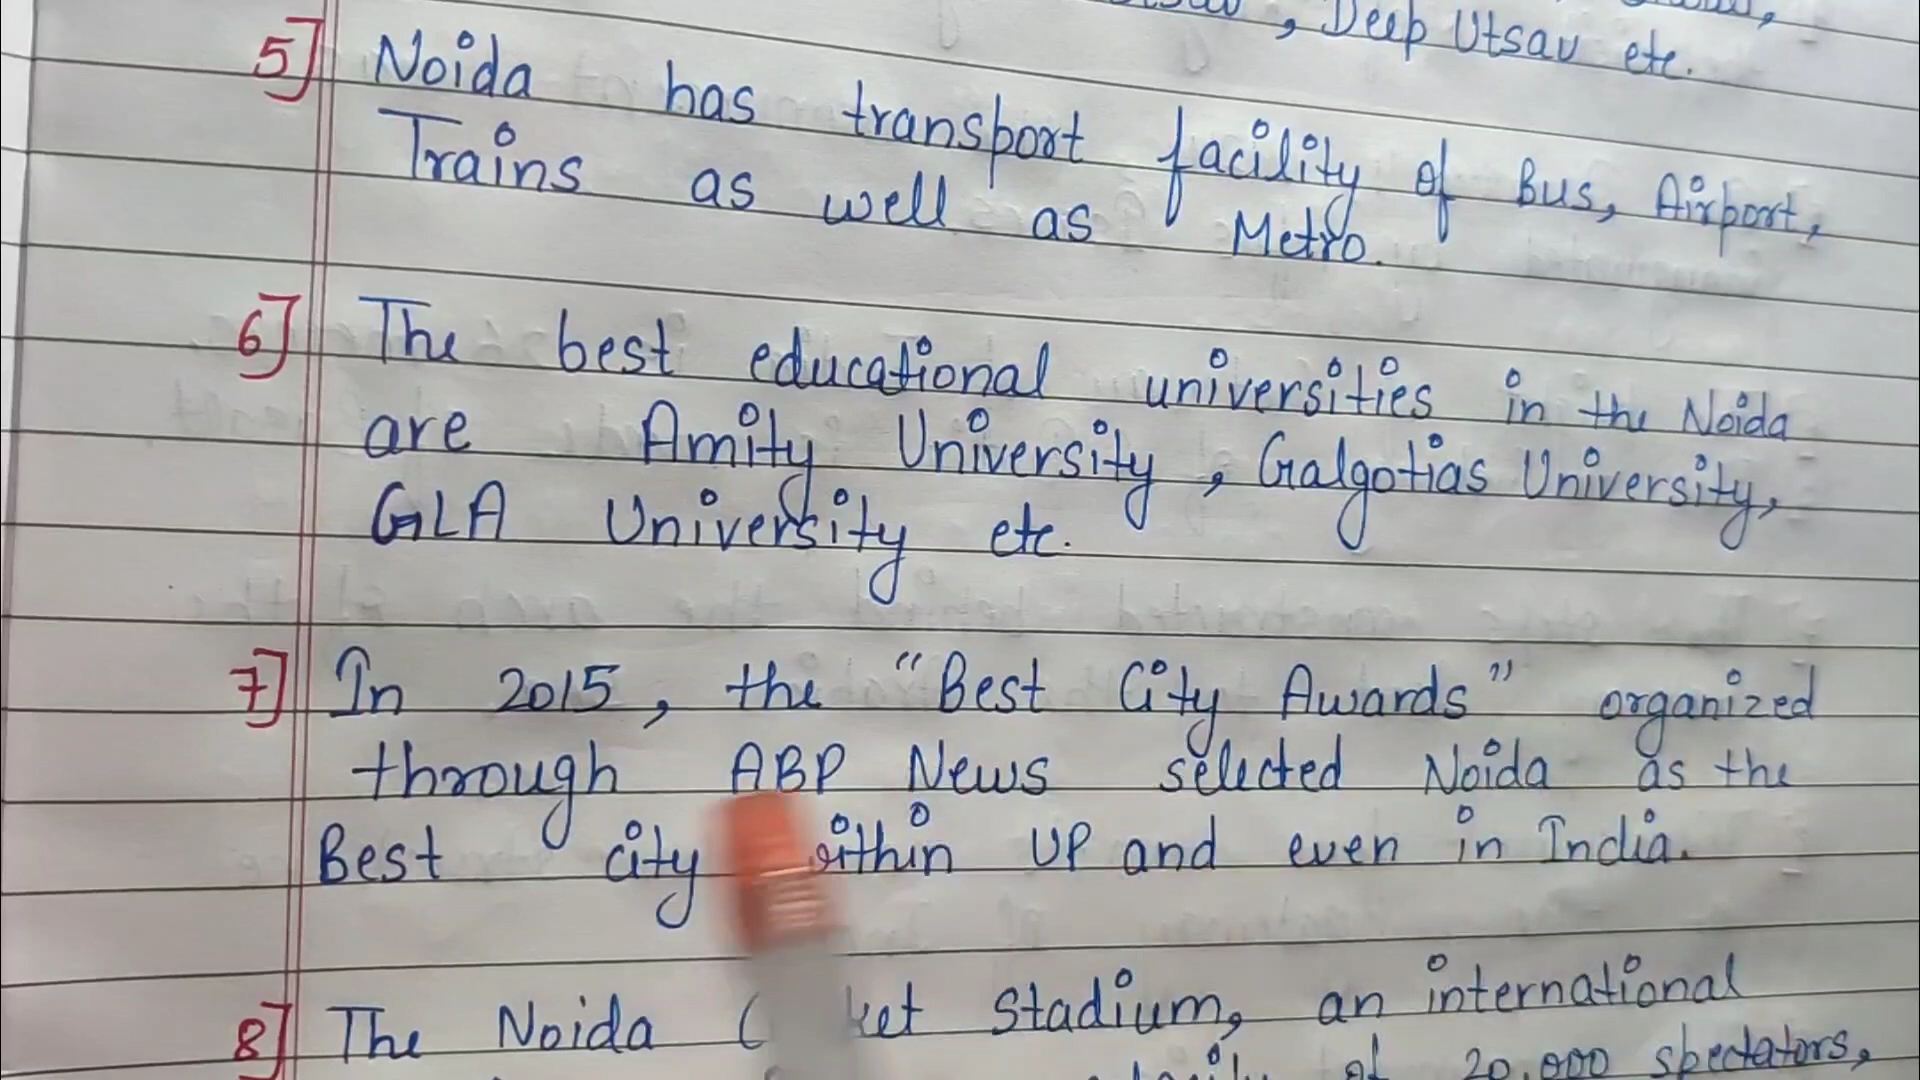 , Deep Utsav etc.
5] Noida has transport facility of Bus, Airport,
Trains as well as Metro.
6] The best educational universities in the Noida
are Amity University, Galgotias University,
GLA University etc.
7] In 2015, the "Best City Awards" organized
through ABP News selected Noida as the
Best city within UP and even in India.
8] The Noida Stadium, an international
of 20,000 spectators,